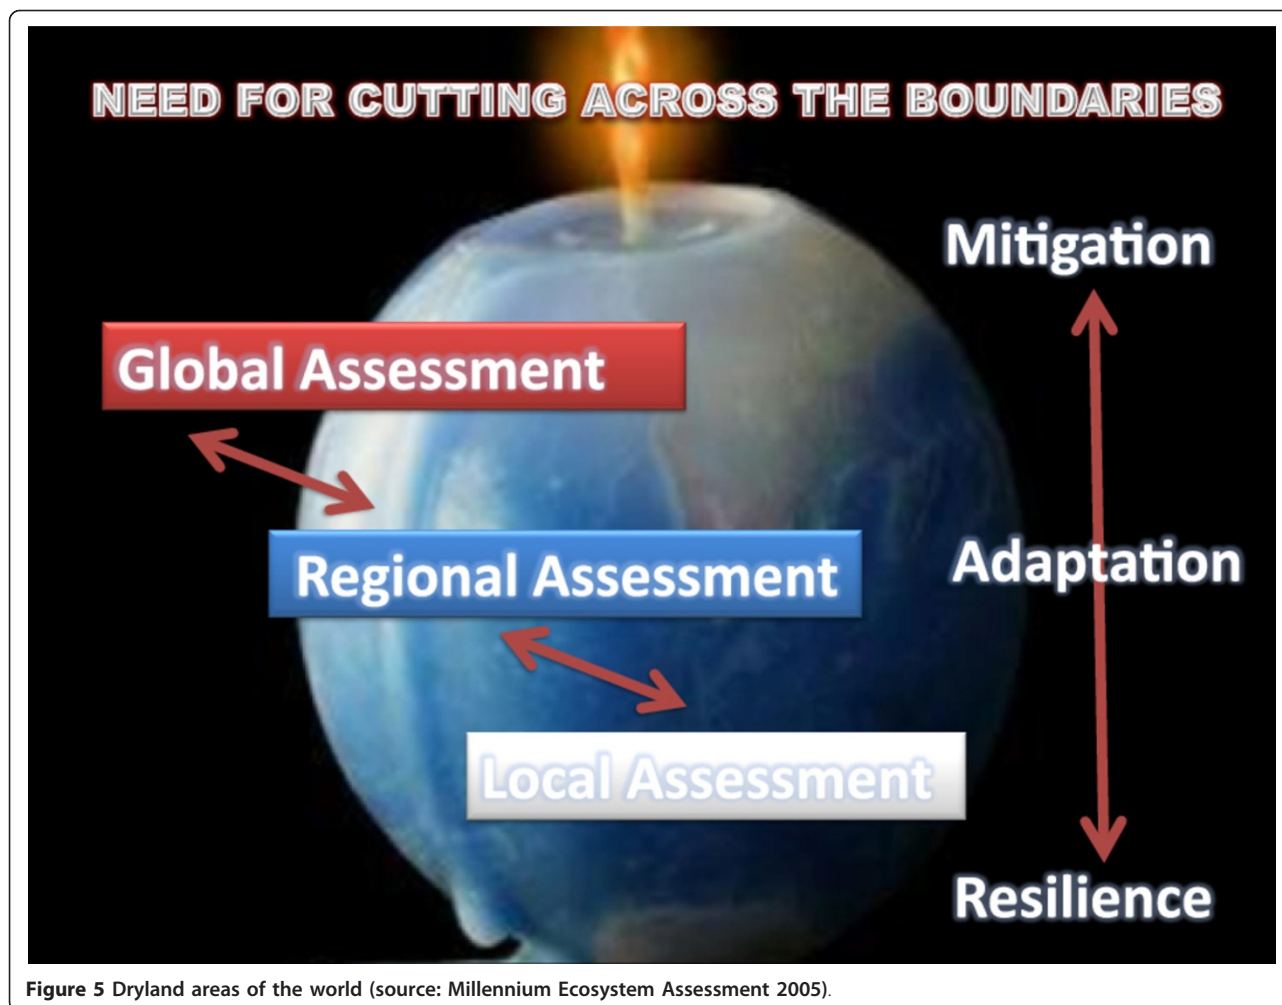 NEED FOR CUTTING ACROSS THE BOUNDARIES
Mitigation
Global Assessment
Regional Assessment
Adaptation
Local Assessment
Resilience
Figure 5 Dryland areas of the world (source: Millennium Ecosystem Assessment 2005).